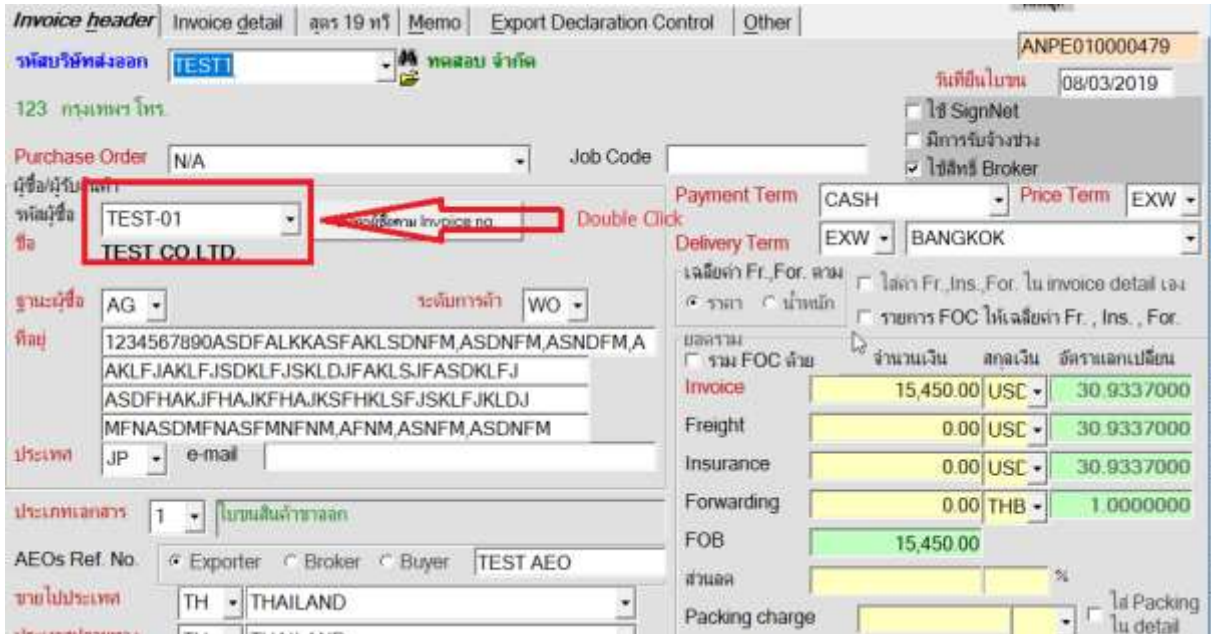 Invoice header Invoice detail สูตร 19 ทวิ Memo Export Declaration Control Other
ANPE010000479
รหัสบริษัทส่งออก TEST1 ทดสอบ จำกัด
วันที่ยื่นใบขน 08/03/2019
123 กรุงเทพฯ โทร.
ใช้ SignNet
มีการรับจ้างช่วง
ใช้สิทธิ์ Broker
Purchase Order N/A Job Code
ผู้ซื้อ/ผู้รับสินค้า
Payment Term CASH Price Term EXW
รหัสผู้ซื้อ TEST-01 Invoice no. Double Click
ชื่อ TEST CO.LTD.
Delivery Term EXW BANGKOK
เฉลี่ยค่า Fr.,For. ตาม
ราคา น้ำหนัก
ใส่ค่า Fr.,Ins.,For. ใน invoice detail เอง
รายการ FOC ให้เฉลี่ยค่า Fr. , Ins. , For.
ฐานะผู้ซื้อ AG ระดับการค้า WO
ที่อยู่ 1234567890ASDFALKKASFAKLSDNFM,ASDNFM,ASNDFM,A
AKLFJAKLFJSDKLFJSKLDJFAKLSJFASDKLFJ
ASDFHAKJFHAJKFHAJKSFHKLSFJSKLFJKLDJ
MFNASDMFNASFMNFNM,AFNM,ASNFM,ASDNFM
ประเทศ JP e-mail
ยอดรวม
รวม FOC ด้วย จำนวนเงิน สกุลเงิน อัตราแลกเปลี่ยน
Invoice 15,450.00 USD 30.9337000
Freight 0.00 USD 30.9337000
Insurance 0.00 USD 30.9337000
Forwarding 0.00 THB 1.0000000
FOB 15,450.00
ส่วนลด %
Packing charge ใส่ Packing
ใน detail
ประเภทเอกสาร 1 ใบขนสินค้าขาออก
AEOs Ref. No. Exporter Broker Buyer TEST AEO
ขายไปประเทศ TH THAILAND